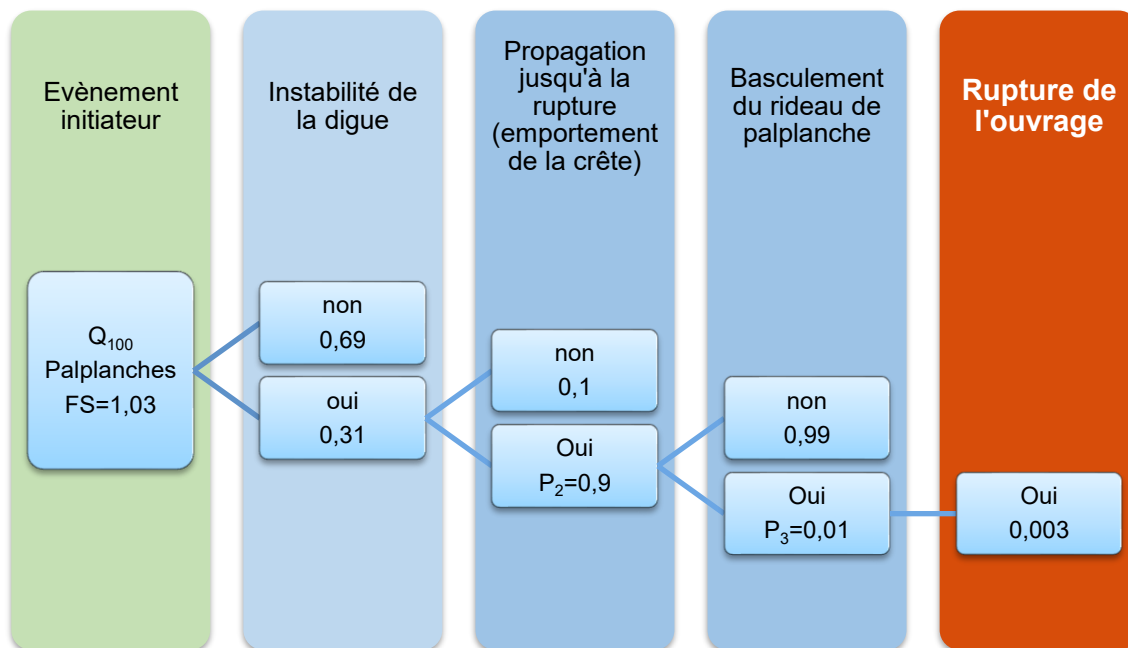 Evènement
initiateur
Instabilité de
la digue
Propagation
jusqu'à la
rupture
(emportement
de la crête)
Basculement
du rideau de
palplanche
Rupture de
l'ouvrage
Q₁₀₀
Palplanches
FS=1,03
non
0,69
oui
0,31
non
0,1
Oui
P₂=0,9
non
0,99
Oui
P₃=0,01
Oui
0,003